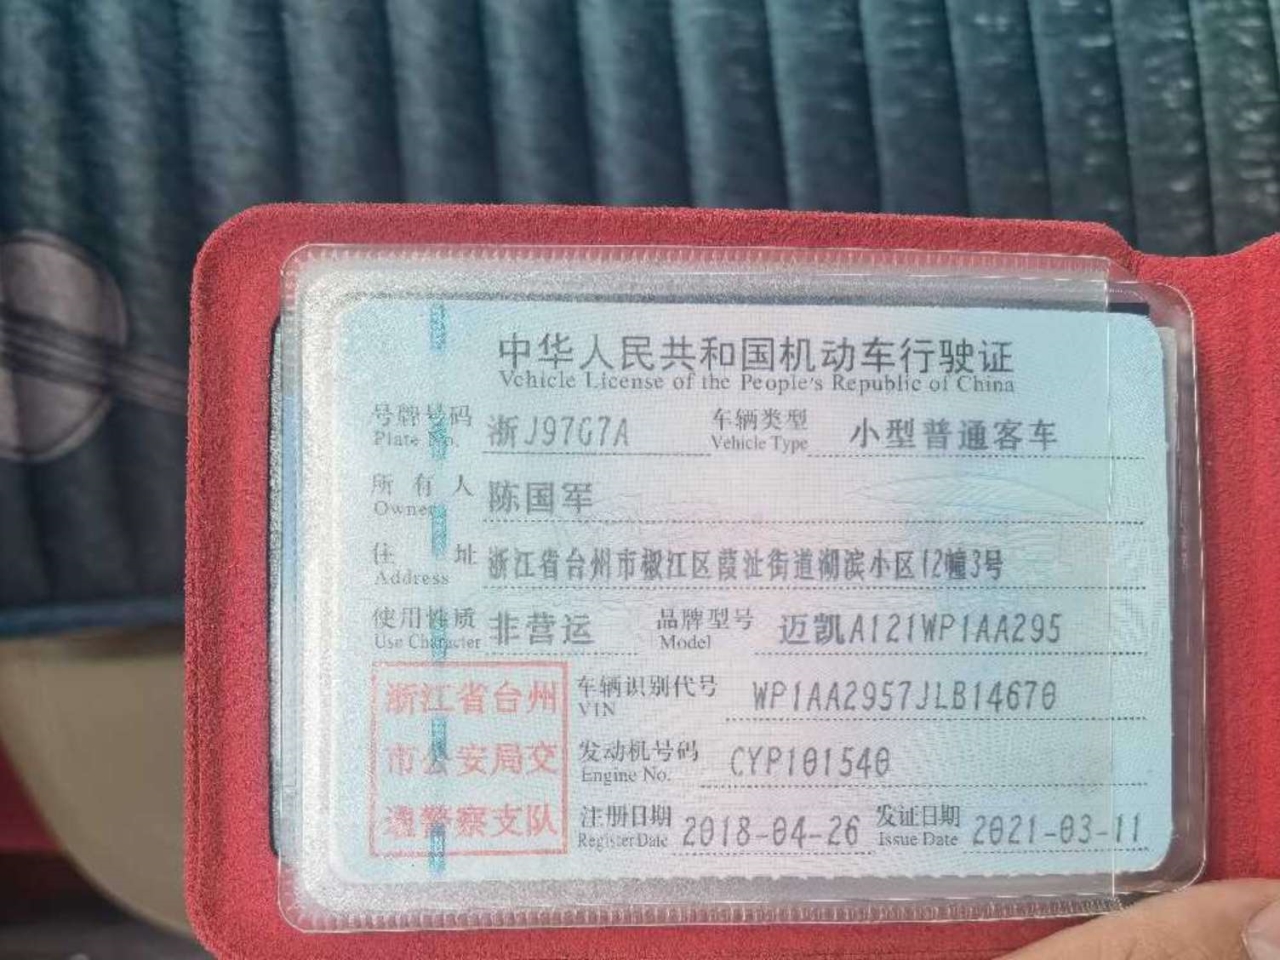 中华人民共和国机动车行驶证
Vehicle License of the People's Republic of China
号牌号码 浙J97G7A 车辆类型 小型普通客车
Plate No. Vehicle Type
所有人 陈国军
Owner
住址 浙江省台州市椒江区葭沚街道湖滨小区12幢3号
Address
使用性质 非营运 品牌型号 迈凯A121WP1AA295
Use Character Model
浙江省台州
市公安局交
通警察支队
车辆识别代号 WP1AA2957JLB14670
VIN
发动机号码 CYP101540
Engine No.
注册日期 2018-04-26 发证日期 2021-03-11
Register Date Issue Date